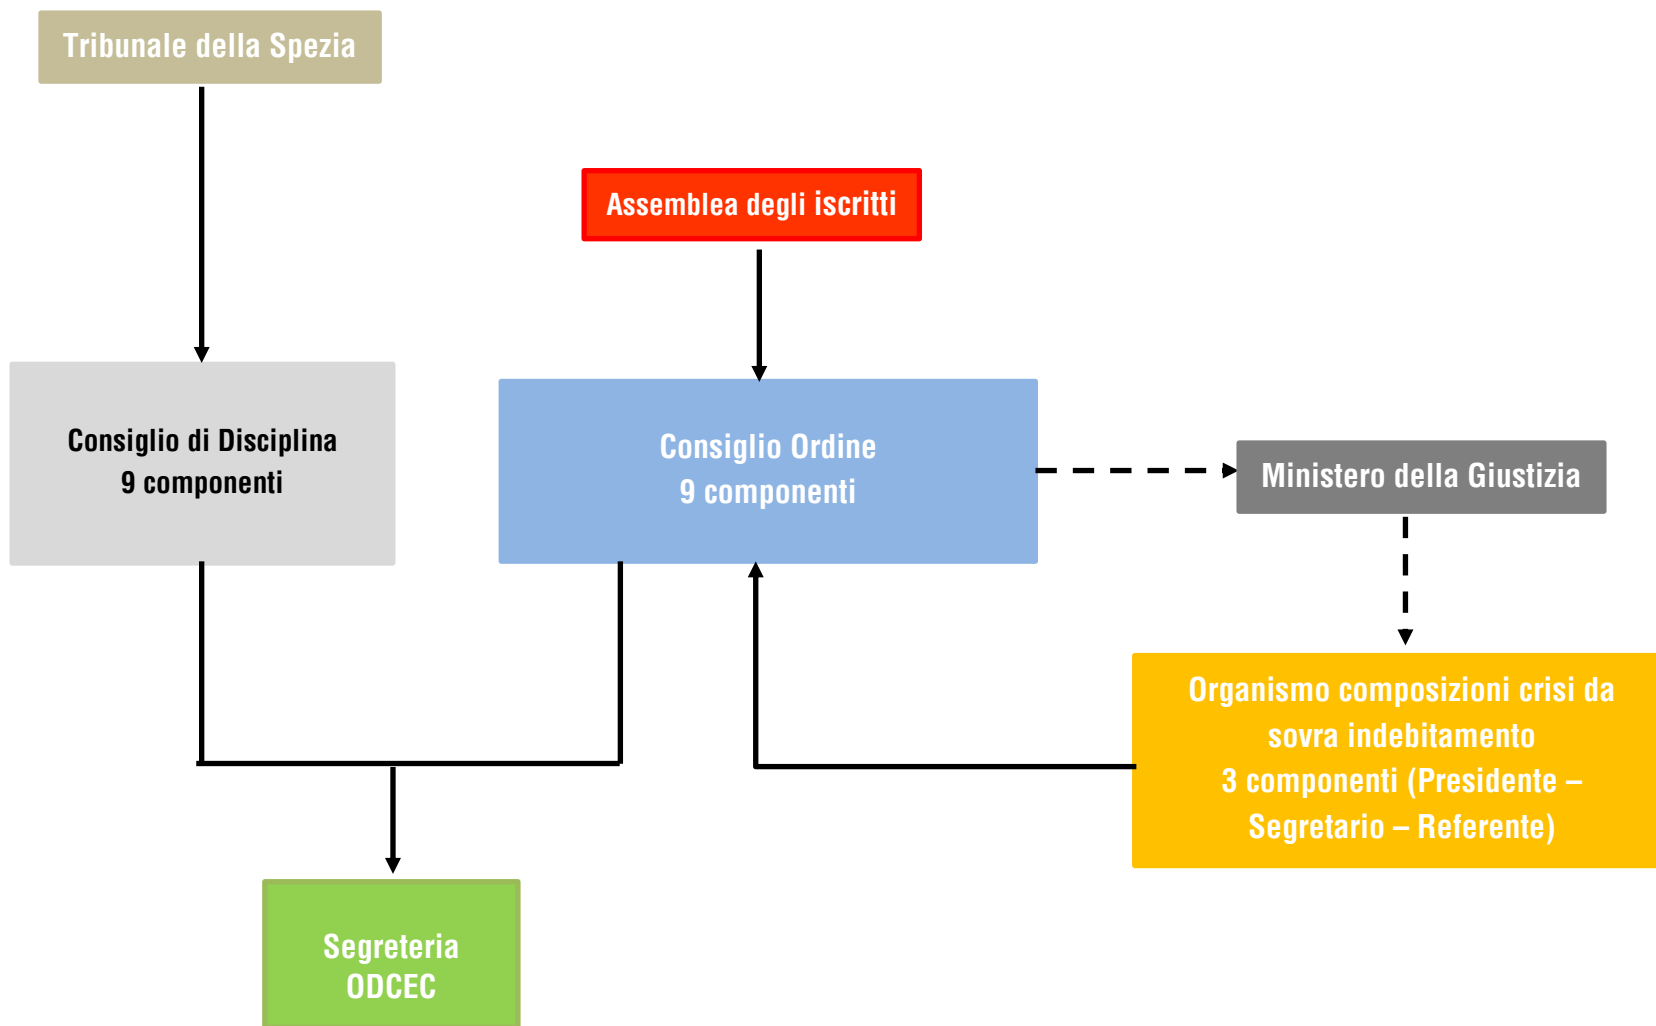 Tribunale della Spezia
Assemblea degli iscritti
Consiglio di Disciplina
9 componenti
Consiglio Ordine
9 componenti
Ministero della Giustizia
Organismo composizioni crisi da
sovra indebitamento
3 componenti (Presidente –
Segretario – Referente)
Segreteria
ODCEC